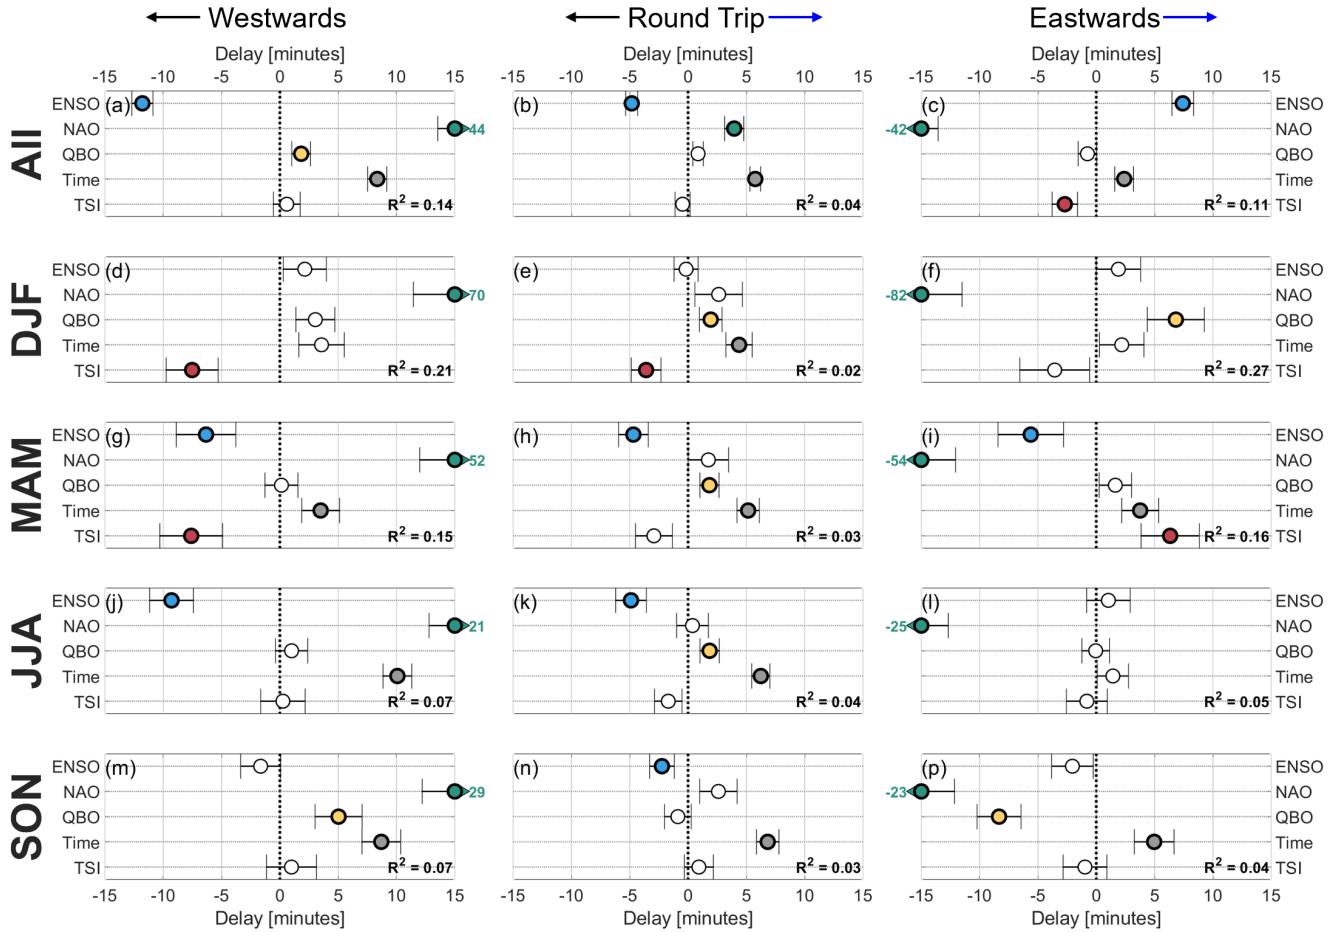 Westwards
Round Trip
Eastwards
Delay [minutes]
Delay [minutes]
Delay [minutes]
-15 -10 -5 0 5 10 15
-15 -10 -5 0 5 10 15
-15 -10 -5 0 5 10 15
All
ENSO
NAO
QBO
Time
TSI
(a)
44
R² = 0.14
(b)
R² = 0.04
(c)
-42
R² = 0.11
ENSO
NAO
QBO
Time
TSI
DJF
ENSO
NAO
QBO
Time
TSI
(d)
70
R² = 0.21
(e)
R² = 0.02
(f)
-82
R² = 0.27
ENSO
NAO
QBO
Time
TSI
MAM
ENSO
NAO
QBO
Time
TSI
(g)
52
R² = 0.15
(h)
R² = 0.03
(i)
-54
R² = 0.16
ENSO
NAO
QBO
Time
TSI
JJA
ENSO
NAO
QBO
Time
TSI
(j)
21
R² = 0.07
(k)
R² = 0.04
(l)
-25
R² = 0.05
ENSO
NAO
QBO
Time
TSI
SON
ENSO
NAO
QBO
Time
TSI
(m)
29
R² = 0.07
(n)
R² = 0.03
(p)
-23
R² = 0.04
ENSO
NAO
QBO
Time
TSI
-15 -10 -5 0 5 10 15
-15 -10 -5 0 5 10 15
-15 -10 -5 0 5 10 15
Delay [minutes]
Delay [minutes]
Delay [minutes]